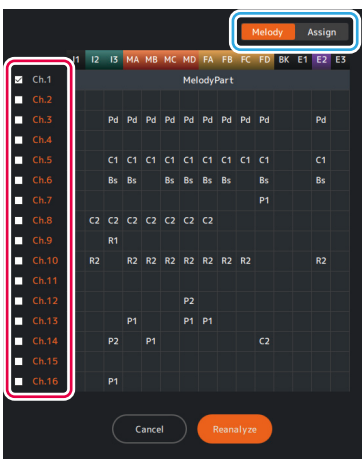 Melody Assign
I1 I2 I3 MA MB MC MD FA FB FC FD BK E1 E2 E3
Ch.1 MelodyPart
Ch.2
Ch.3 Pd Pd Pd Pd Pd Pd Pd Pd Pd Pd
Ch.4
Ch.5 C1 C1 C1 C1 C1 C1 C1 C1 C1 C1
Ch.6 Bs Bs Bs Bs Bs Bs Bs Bs
Ch.7 P1
Ch.8 C2 C2 C2 C2 C2 C2 C2
Ch.9 R1
Ch.10 R2 R2 R2 R2 R2 R2 R2 R2 R2
Ch.11
Ch.12 P2
Ch.13 P1 P1 P1
Ch.14 P2 P1 C2
Ch.15
Ch.16 P1
Cancel Reanalyze